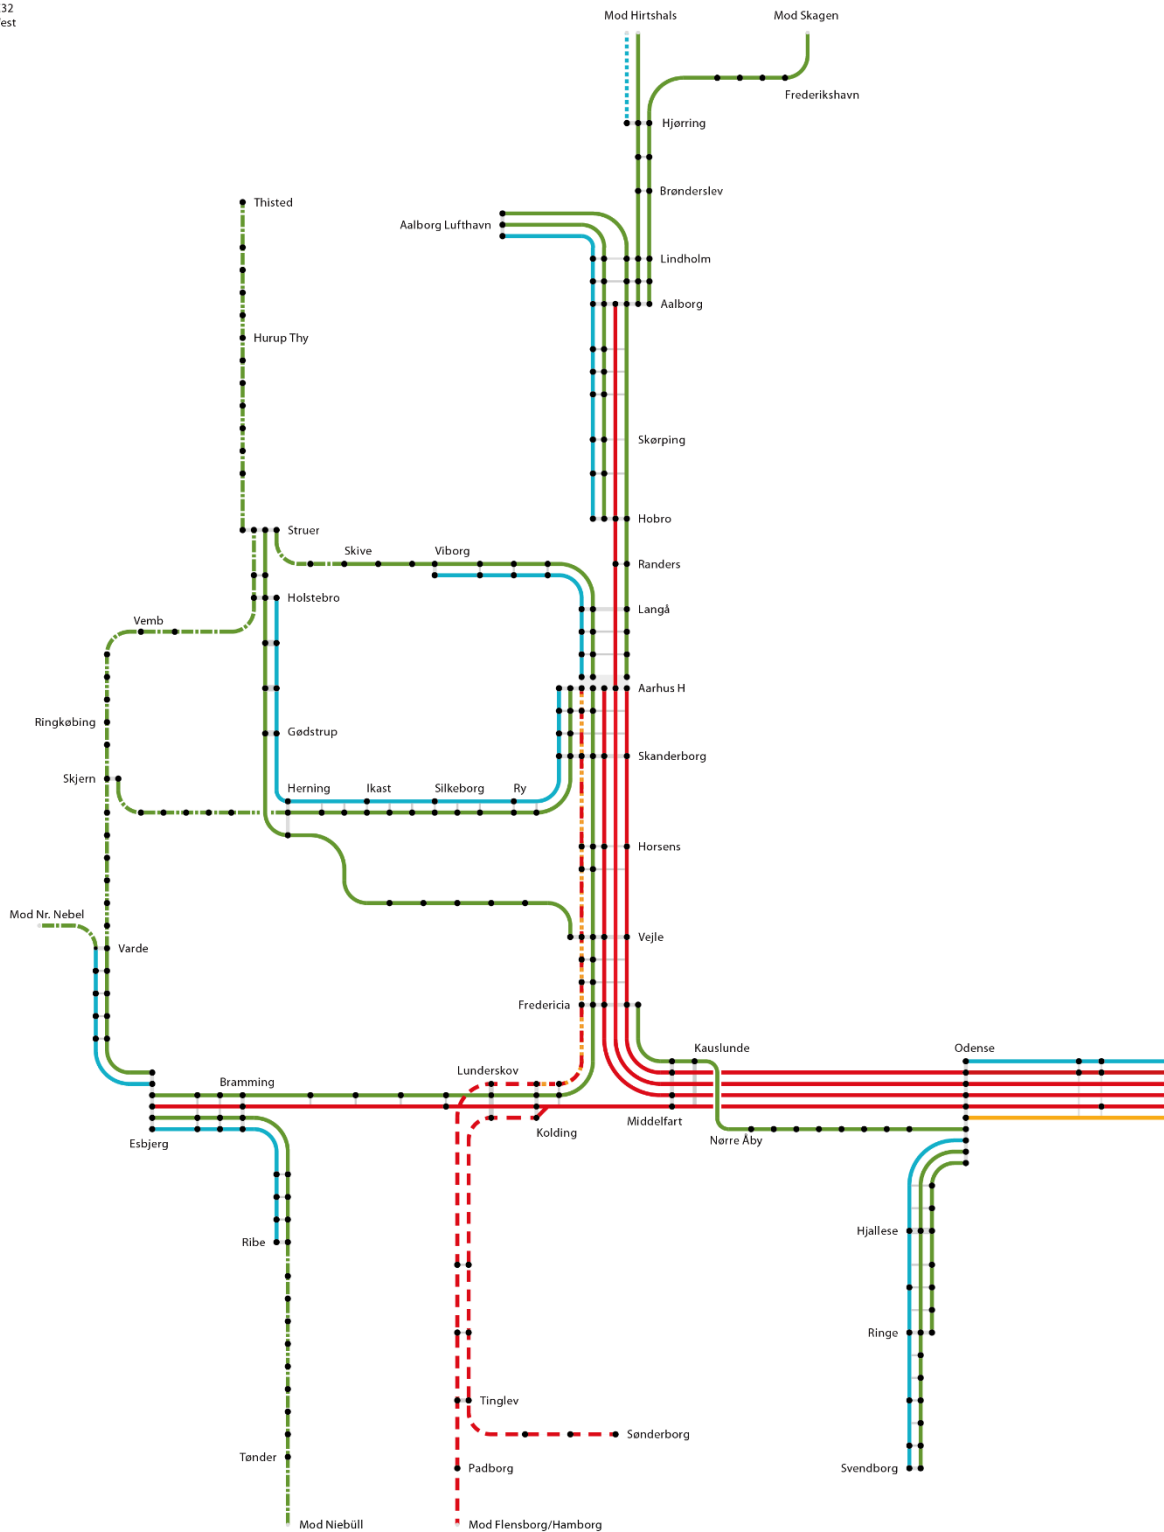 32
Mod Hirtshals
Mod Skagen
Frederikshavn
Hjørring
Brønderslev
Thisted
Aalborg Lufthavn
Lindholm
Aalborg
Hurup Thy
Skørping
Hobro
Struer
Skive
Viborg
Randers
Holstebro
Langå
Vemb
Aarhus H
Ringkøbing
Gødstrup
Skanderborg
Skjern
Herning
Ikast
Silkeborg
Ry
Horsens
Mod Nr. Nebel
Varde
Vejle
Fredericia
Kauslunde
Odense
Lunderskov
Bramming
Middelfart
Esbjerg
Kolding
Nørre Åby
Hjallese
Ribe
Ringe
Tinglev
Sønderborg
Tønder
Padborg
Svendborg
Mod Niebüll
Mod Flensborg/Hamborg